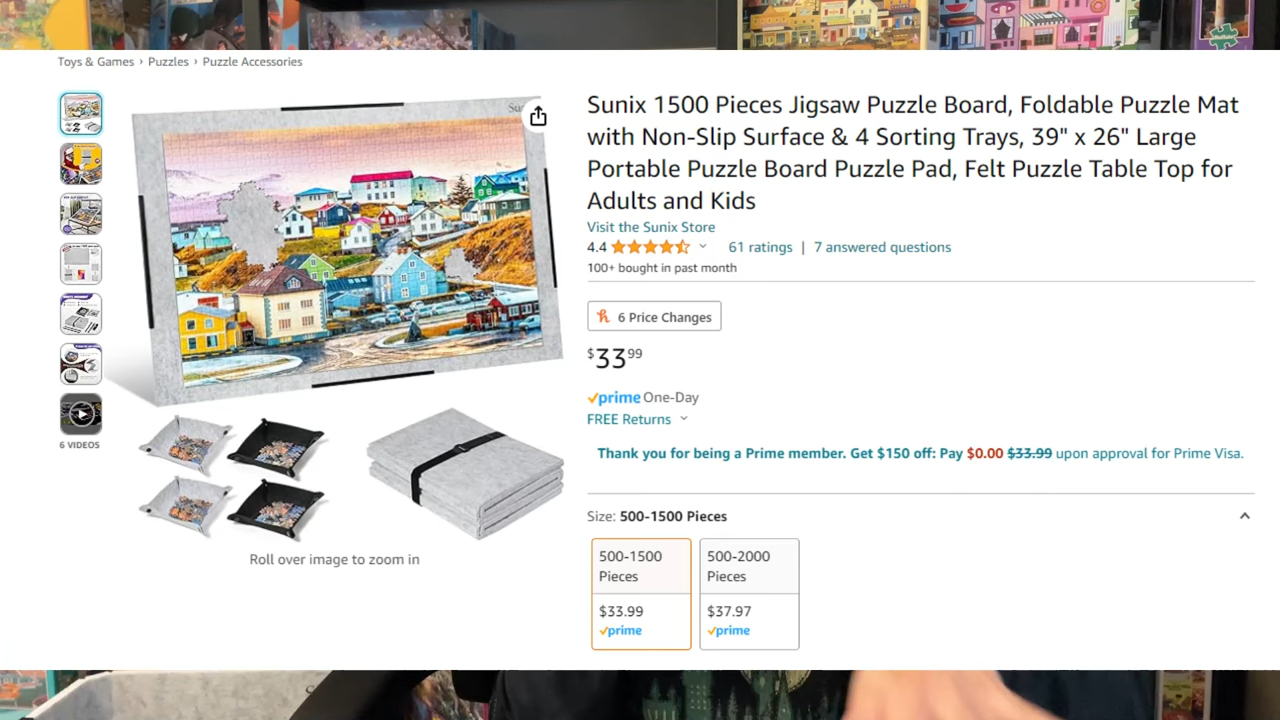 Toys & Games › Puzzles › Puzzle Accessories
Sunix 1500 Pieces Jigsaw Puzzle Board, Foldable Puzzle Mat
with Non-Slip Surface & 4 Sorting Trays, 39" x 26" Large
Portable Puzzle Board Puzzle Pad, Felt Puzzle Table Top for
Adults and Kids
Visit the Sunix Store
4.4 61 ratings | 7 answered questions
100+ bought in past month
6 Price Changes
$33 99
prime One-Day
FREE Returns
Thank you for being a Prime member. Get $150 off: Pay $0.00 $33.99 upon approval for Prime Visa.
Size: 500-1500 Pieces
500-1500
Pieces
$33.99
prime
500-2000
Pieces
$37.97
prime
6 VIDEOS
Roll over image to zoom in